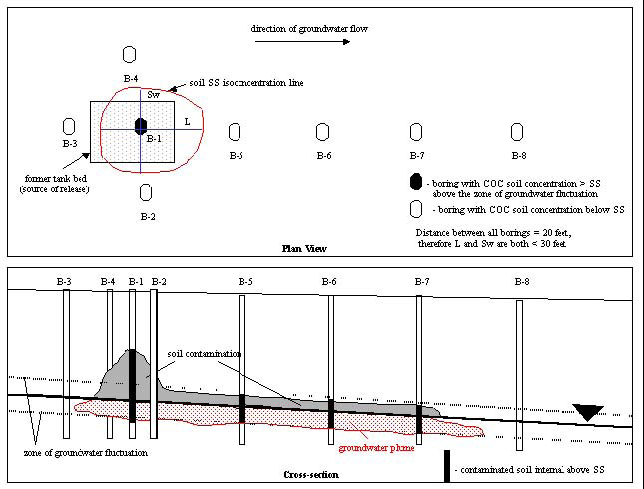 direction of groundwater flow
B-4
soil SS isoconcentration line
Sw
L
B-3
B-1
B-5
B-6
B-7
B-8
former tank bed
(source of release)
B-2
- boring with COC soil concentration > SS
above the zone of groundwater fluctuation
- boring with COC soil concentration below SS
Distance between all borings = 20 feet,
therefore L and Sw are both < 30 feet
Plan View
B-3
B-4
B-1
B-2
B-5
B-6
B-7
B-8
soil contamination
zone of groundwater fluctuation
groundwater plume
Cross-section
- contaminated soil interval above SS